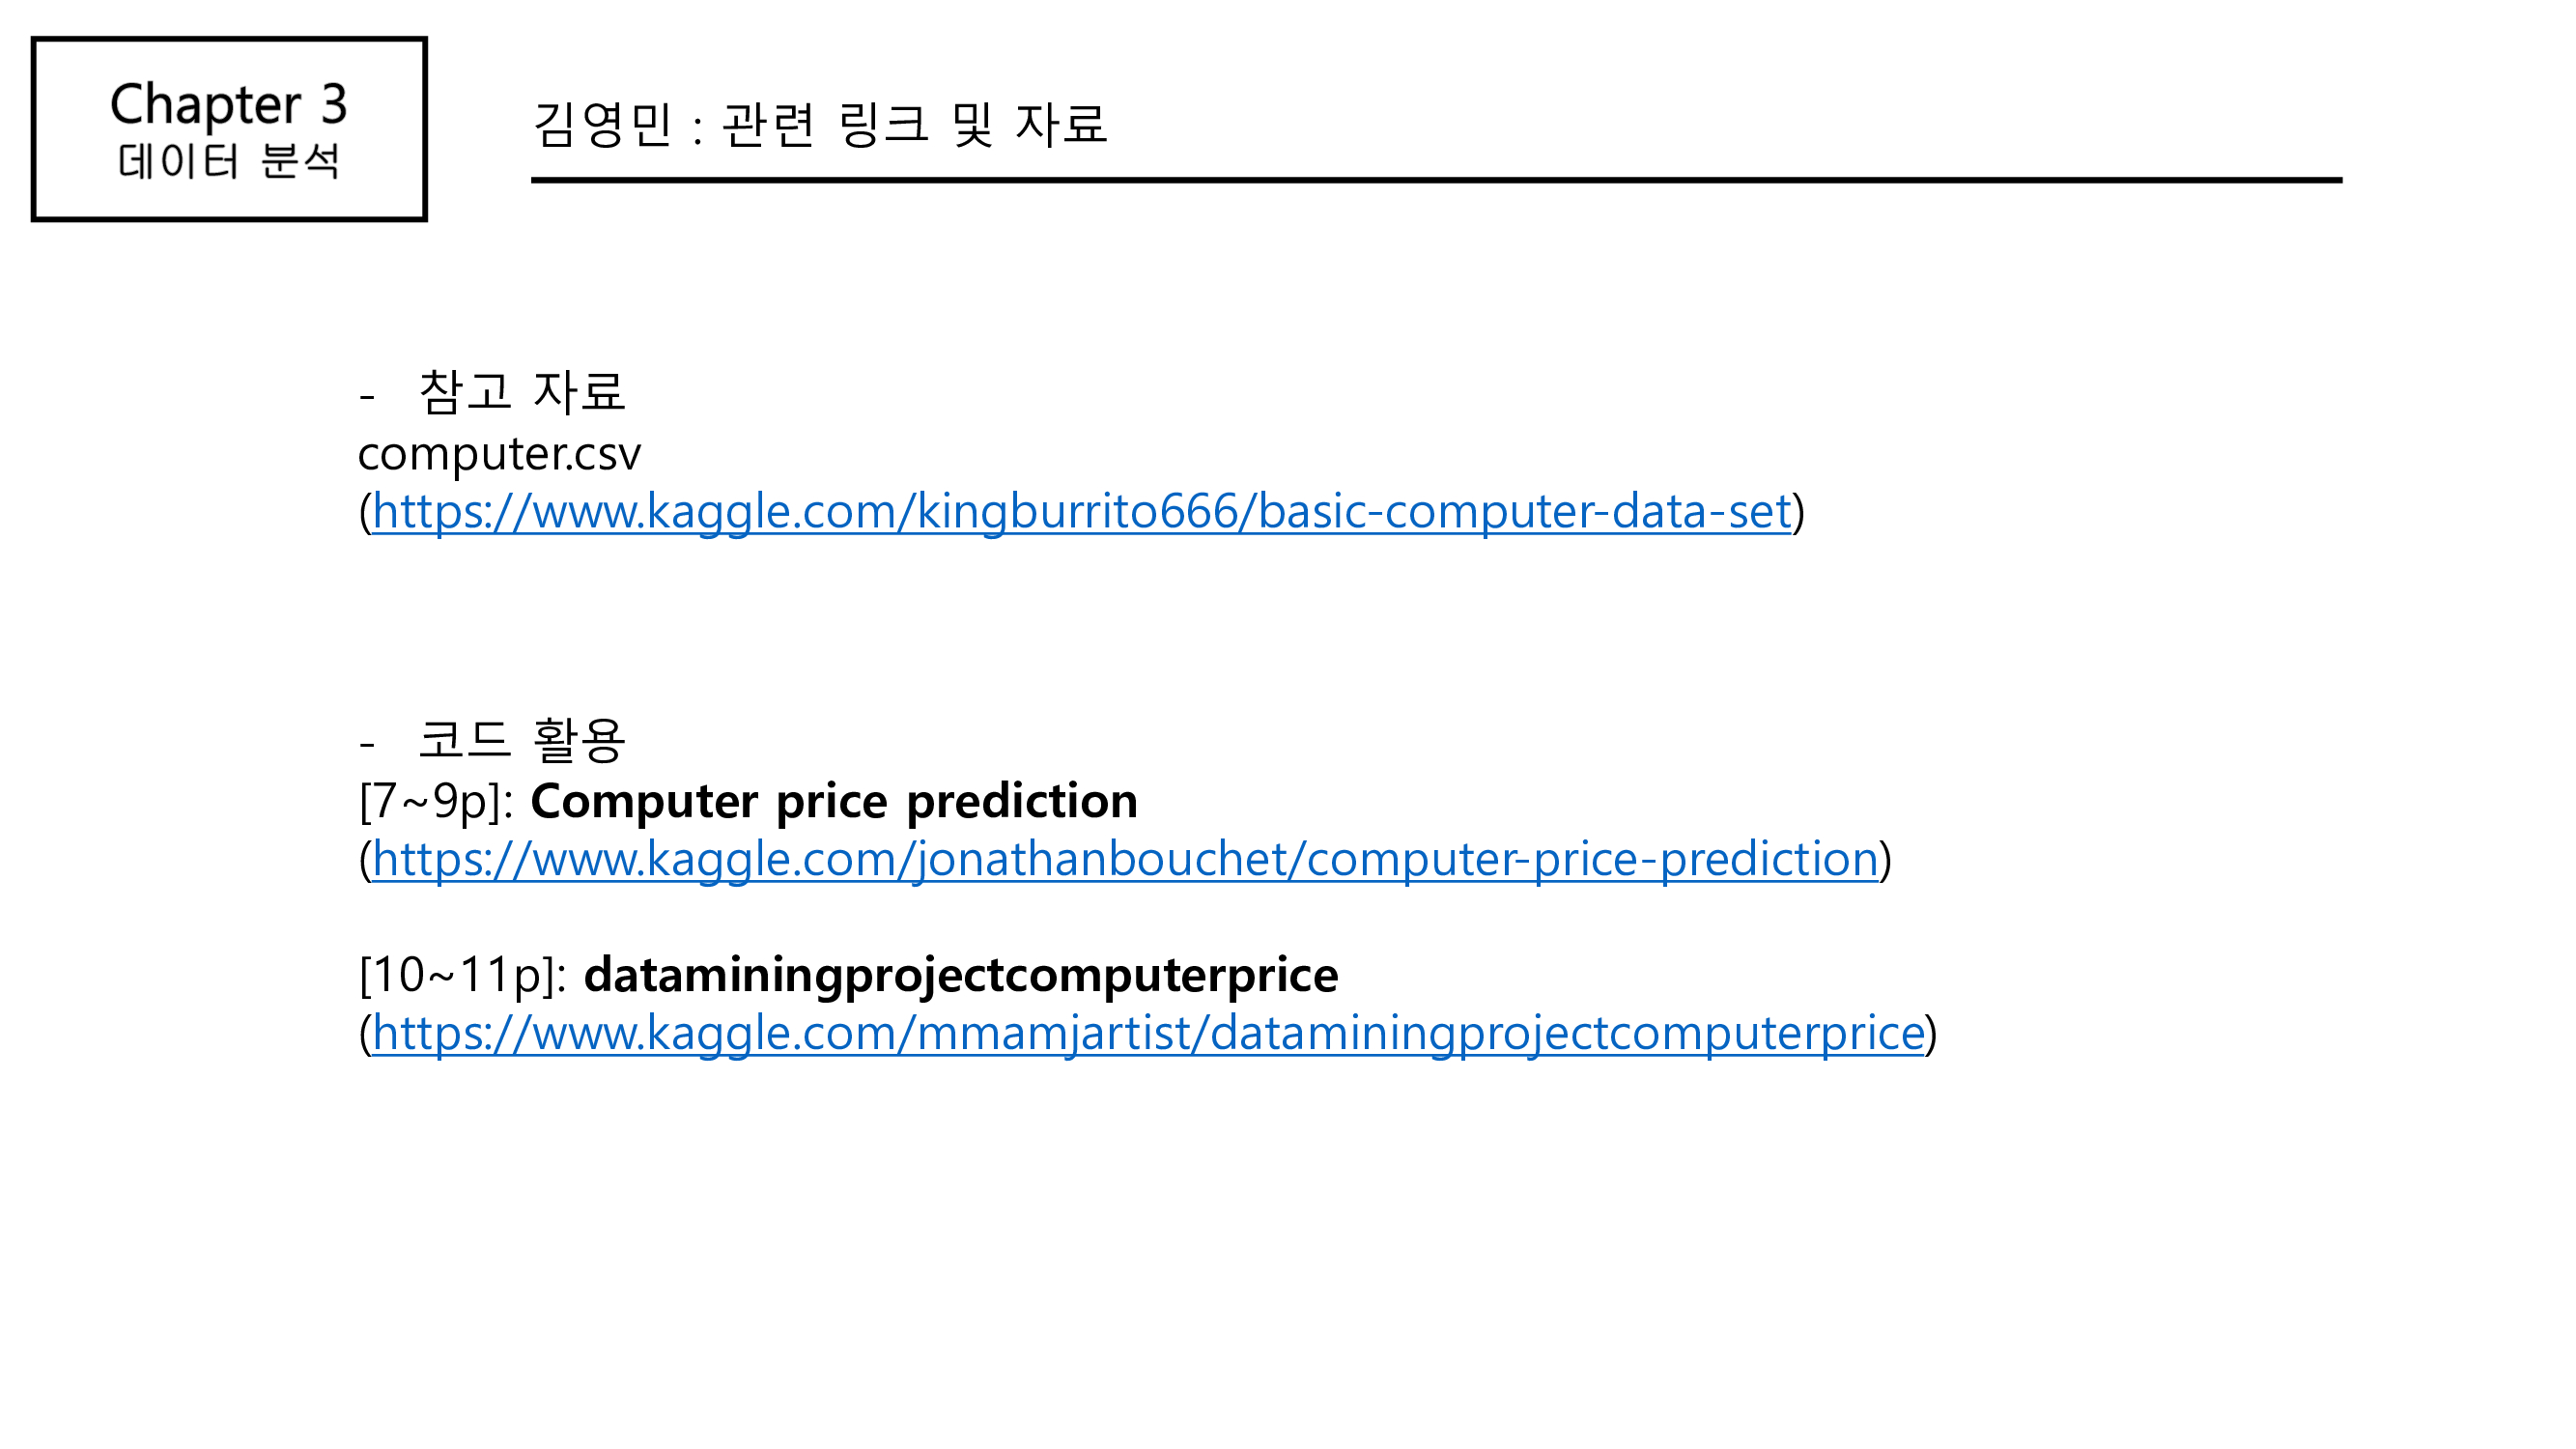 Chapter 3
데이터 분석
김영민 : 관련 링크 및 자료
- 참고 자료
computer.csv
(https://www.kaggle.com/kingburrito666/basic-computer-data-set)
- 코드 활용
[7~9p]: Computer price prediction
(https://www.kaggle.com/jonathanbouchet/computer-price-prediction)
[10~11p]: dataminingprojectcomputerprice
(https://www.kaggle.com/mmamjartist/dataminingprojectcomputerprice)